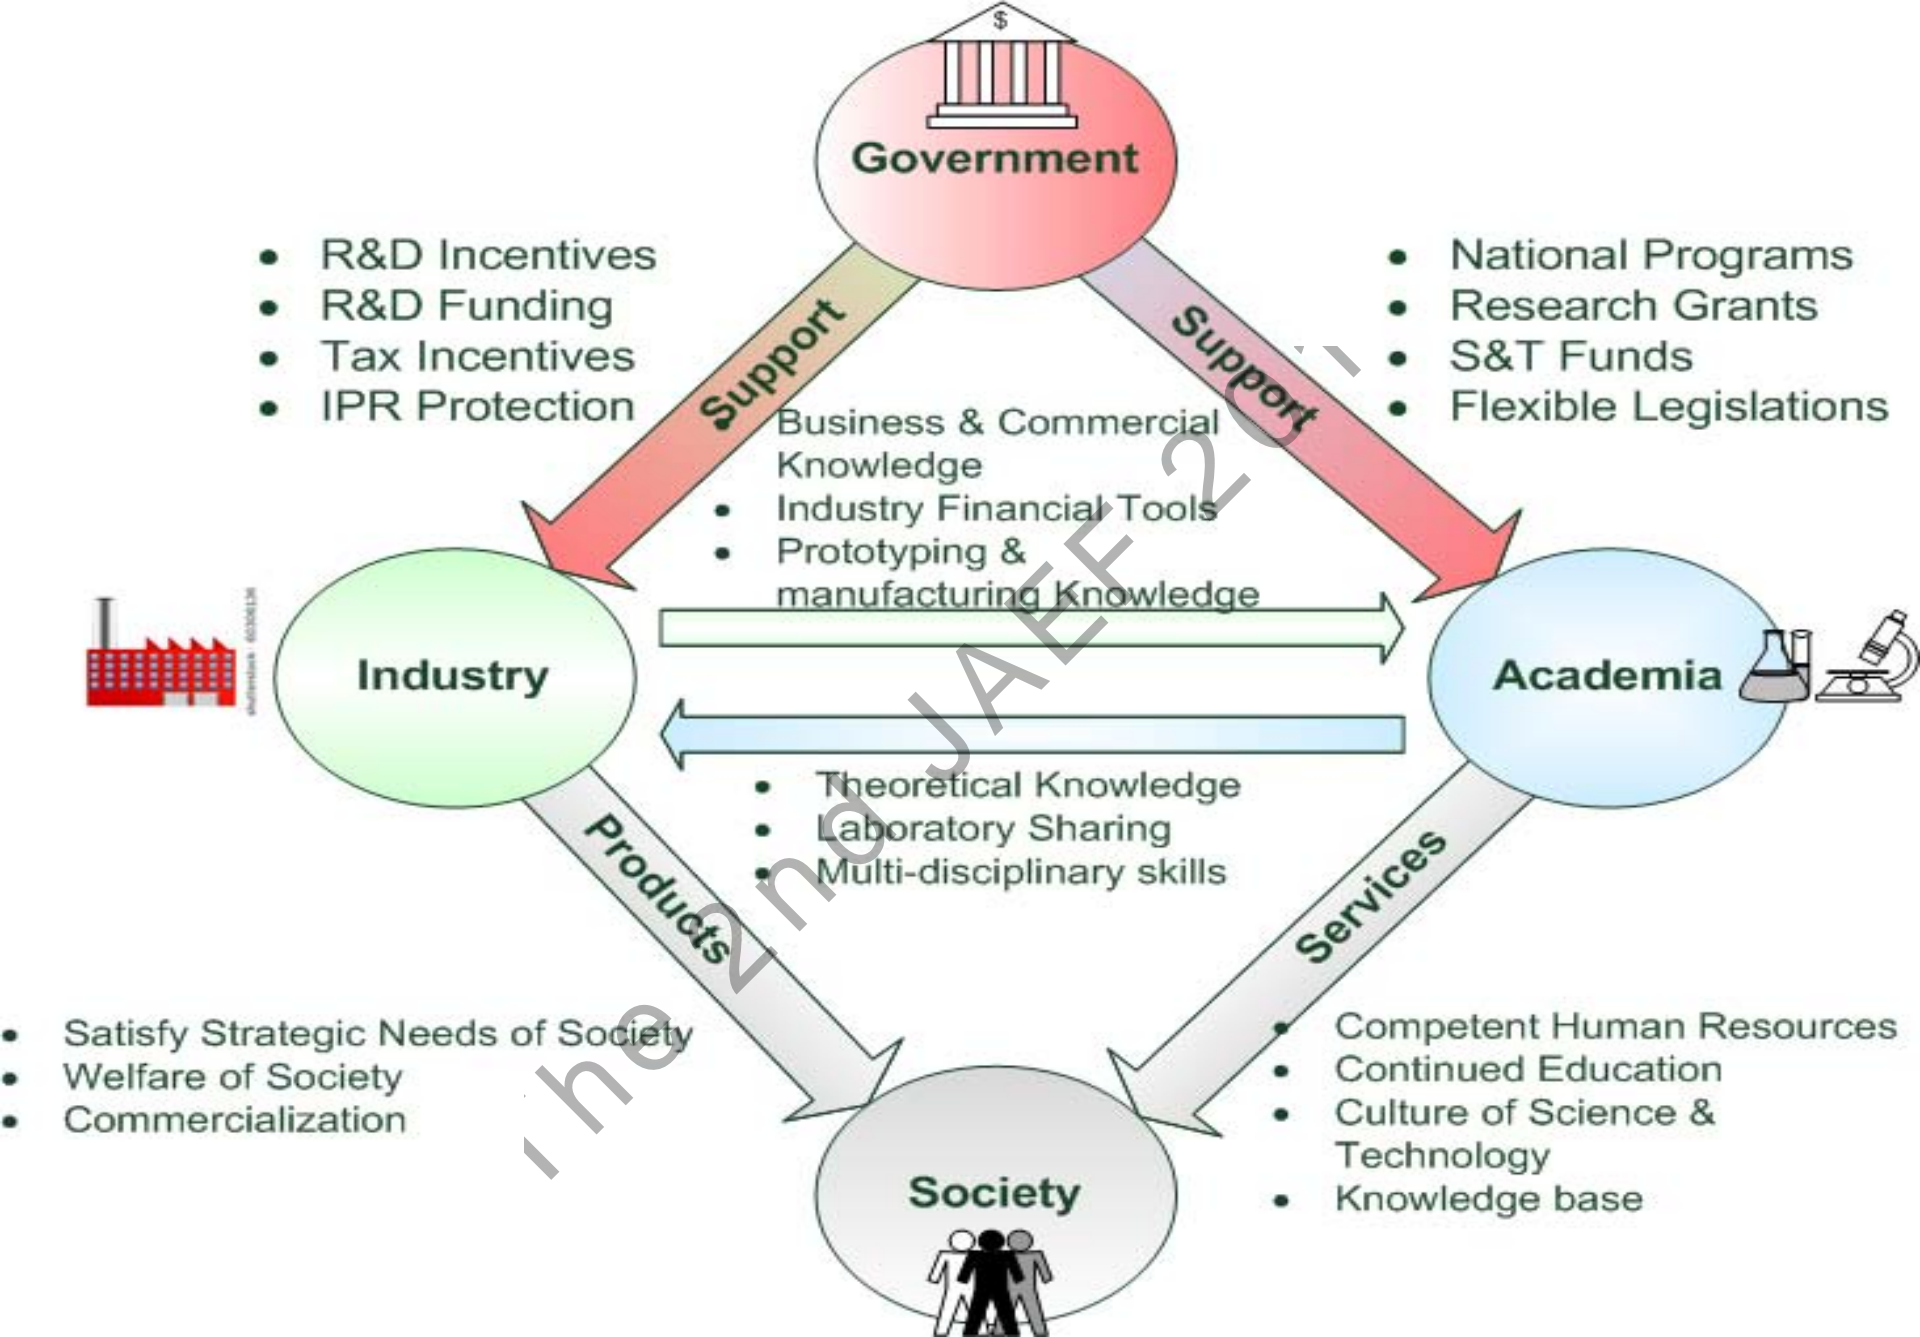 $
Government
• R&D Incentives
• R&D Funding
• Tax Incentives
• IPR Protection
Support
Support
• National Programs
• Research Grants
• S&T Funds
• Flexible Legislations
• Business & Commercial
Knowledge
• Industry Financial Tools
• Prototyping &
manufacturing Knowledge
Industry
Academia
• Theoretical Knowledge
• Laboratory Sharing
• Multi-disciplinary skills
Products
Services
• Satisfy Strategic Needs of Society
• Welfare of Society
• Commercialization
• Competent Human Resources
• Continued Education
• Culture of Science &
Technology
• Knowledge base
Society
The 2nd JAEF